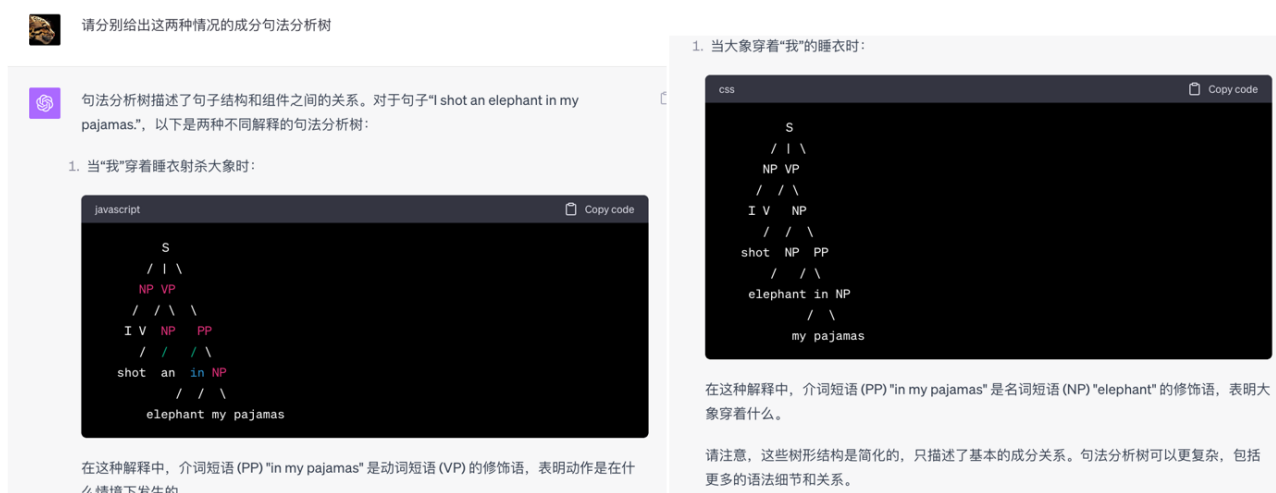 请分别给出这两种情况的成分句法分析树
句法分析树描述了句子结构和组件之间的关系。对于句子“I shot an elephant in my
pajamas.”，以下是两种不同解释的句法分析树：
1. 当“我”穿着睡衣射杀大象时：
javascript Copy code
S
/ | \
NP VP
/ / \ \
I V NP PP
/ / / \
shot an in NP
/ / \
elephant my pajamas
在这种解释中，介词短语 (PP) "in my pajamas" 是动词短语 (VP) 的修饰语，表明动作是在什
么情境下发生的
1. 当大象穿着“我”的睡衣时：
css Copy code
S
/ | \
NP VP
/ / \
I V NP
/ / \
shot NP PP
/ / \
elephant in NP
/ \
my pajamas
在这种解释中，介词短语 (PP) "in my pajamas" 是名词短语 (NP) "elephant" 的修饰语，表明大
象穿着什么。
请注意，这些树形结构是简化的，只描述了基本的成分关系。句法分析树可以更复杂，包括
更多的语法细节和关系。